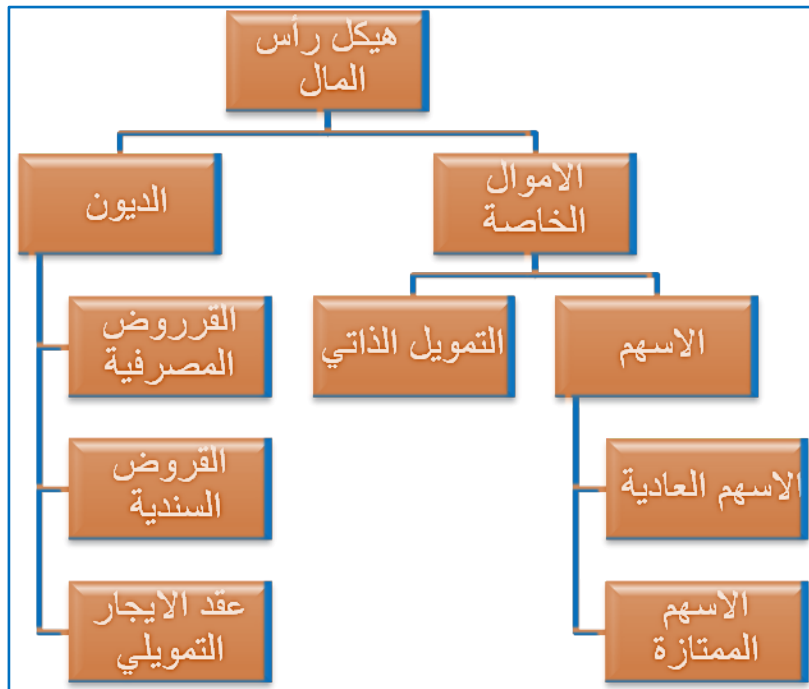 هيكل رأس
المال
الاموال
الخاصة
الديون
الاسهم
التمويل الذاتي
القرروض
المصرفية
الاسهم العادية
القروض
السندية
الاسهم
الممتازة
عقد الايجار
التمويلي